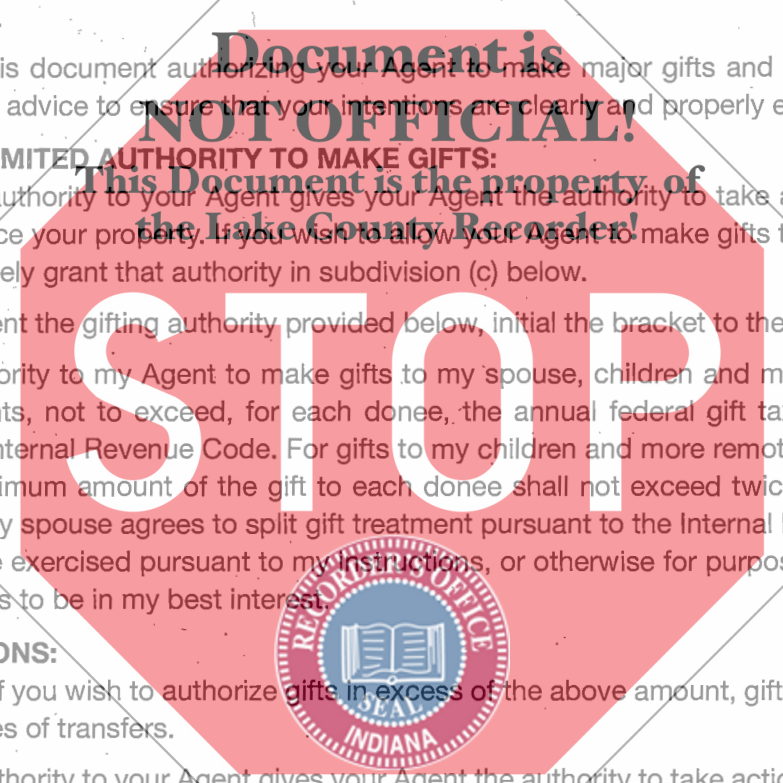 Document is
is document authorizing your Agent to make major gifts and
advice to ensure that your intentions are clearly and properly e
NOT OFFICIAL!
MITED AUTHORITY TO MAKE GIFTS:
This Document is the property of
uthority to your Agent gives your Agent the authority to take a
the Lake County Recorder!
ce your property. If you wish to allow your Agent to make gifts t
ely grant that authority in subdivision (c) below.
STOP
nt the gifting authority provided below, initial the bracket to the
ority to my Agent to make gifts to my spouse, children and m
ts, not to exceed, for each donee, the annual federal gift ta
nternal Revenue Code. For gifts to my children and more remot
imum amount of the gift to each donee shall not exceed twic
y spouse agrees to split gift treatment pursuant to the Internal
e exercised pursuant to my instructions, or otherwise for purpos
s to be in my best interest.
RECORDER'S OFFICE
SEAL
INDIANA
ONS:
f you wish to authorize gifts in excess of the above amount, gift
es of transfers.
thority to your Agent gives your Agent the authority to take actio